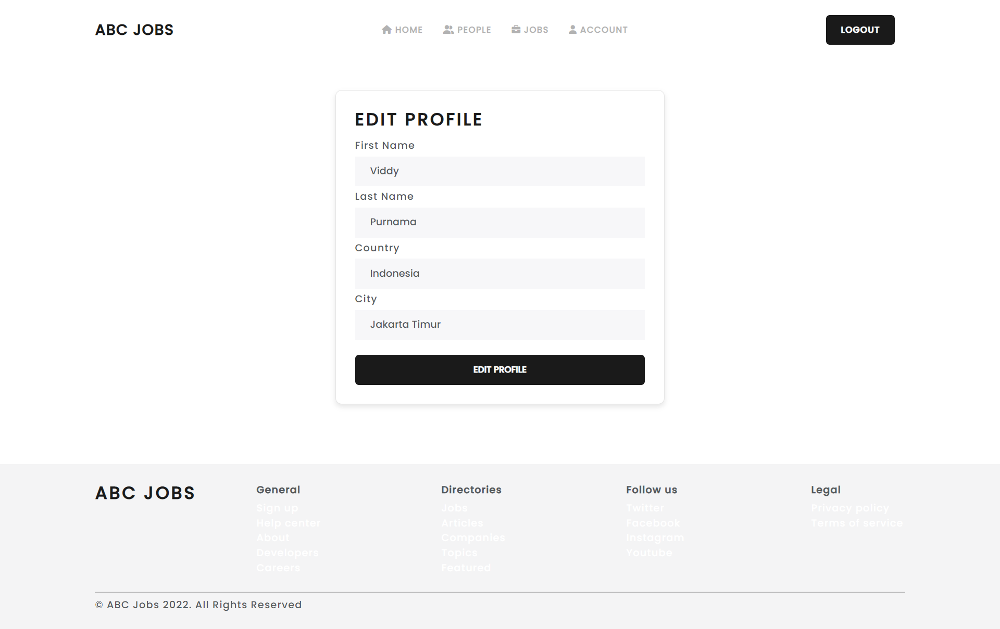 ABC JOBS
HOME
PEOPLE
JOBS
ACCOUNT
LOGOUT
EDIT PROFILE
First Name
Viddy
Last Name
Purnama
Country
Indonesia
City
Jakarta Timur
EDIT PROFILE
ABC JOBS
General
Sign up
Help center
About
Developers
Careers
Directories
Jobs
Articles
Companies
Topics
Featured
Follow us
Twitter
Facebook
Instagram
Youtube
Legal
Privacy policy
Terms of service
© ABC Jobs 2022. All Rights Reserved